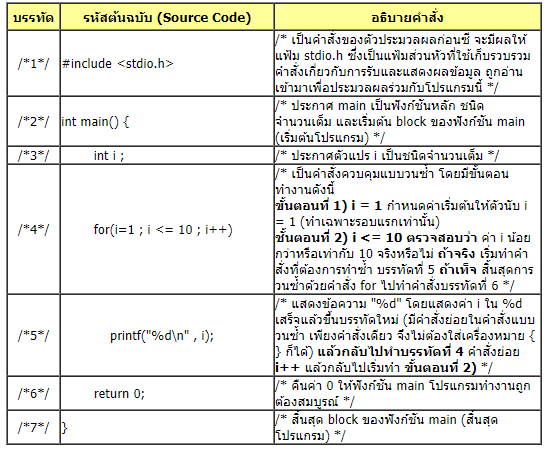 บรรทัด รหัสต้นฉบับ (Source Code) อธิบายคำสั่ง
/*1*/ #include <stdio.h>
/* เป็นคำสั่งของตัวประมวลผลก่อนซี จะมีผลให้
แฟ้ม stdio.h ซึ่งเป็นแฟ้มส่วนหัวที่ใช้เก็บรวบรวม
คำสั่งเกี่ยวกับการรับและแสดงผลข้อมูล ถูกอ่าน
เข้ามาเพื่อประมวลผลร่วมกับโปรแกรมนี้ */
/*2*/ int main() {
/* ประกาศ main เป็นฟังก์ชันหลัก ชนิด
จำนวนเต็ม และเริ่มต้น block ของฟังก์ชัน main
(เริ่มต้นโปรแกรม) */
/*3*/ int i ; /* ประกาศตัวแปร i เป็นชนิดจำนวนเต็ม */
/*4*/ for(i=1 ; i <= 10 ; i++)
/* เป็นคำสั่งควบคุมแบบวนซ้ำ โดยมีขั้นตอน
ทำงานดังนี้
ขั้นตอนที่ 1) i = 1 กำหนดค่าเริ่มต้นให้ตัวนับ i
= 1 (ทำเฉพาะรอบแรกเท่านั้น)
ขั้นตอนที่ 2) i <= 10 ตรวจสอบว่า ค่า i น้อย
กว่าหรือเท่ากับ 10 จริงหรือไม่ ถ้าจริง เริ่มทำคำ
สั่งที่ต้องการทำซ้ำ บรรทัดที่ 5 ถ้าเท็จ สิ้นสุดการ
วนซ้ำด้วยคำสั่ง for ไปทำคำสั่งบรรทัดที่ 6 */
/*5*/ printf("%d\n" , i);
/* แสดงข้อความ "%d" โดยแสดงค่า i ใน %d
เสร็จแล้วขึ้นบรรทัดใหม่ (มีคำสั่งย่อยในคำสั่งแบบ
วนซ้ำ เพียงคำสั่งเดียว จึงไม่ต้องใส่เครื่องหมาย {
} ก็ได้) แล้วกลับไปทำบรรทัดที่ 4 คำสั่งย่อย
i++ แล้วกลับไปเริ่มทำ ขั้นตอนที่ 2) */
/*6*/ return 0;
/* คืนค่า 0 ให้ฟังก์ชัน main โปรแกรมทำงานถูก
ต้องสมบูรณ์ */
/*7*/ }
/* สิ้นสุด block ของฟังก์ชัน main (สิ้นสุด
โปรแกรม) */